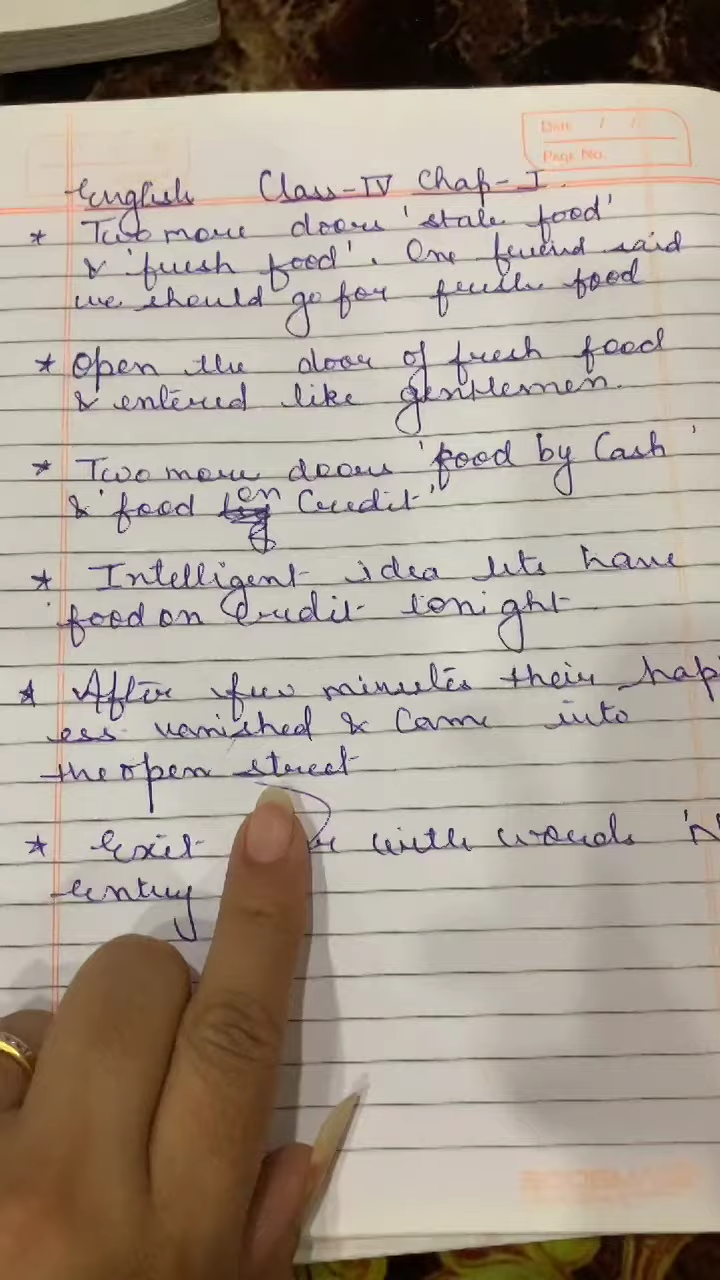 Date / /
Page No.
English Class-IV Chap-I.
* Two more doors 'stale food'
& 'fresh food'. One friend said
we should go for fresh food
* Open the door of fresh food
& entered like gentlemen.
* Two more doors 'food by Cash'
& 'food on Credit'
* Intelligent idea lets have
food on Credit tonight
* After few minutes their hap
ess vanished & Came into
the open street
* Exit with words 'N
Entry